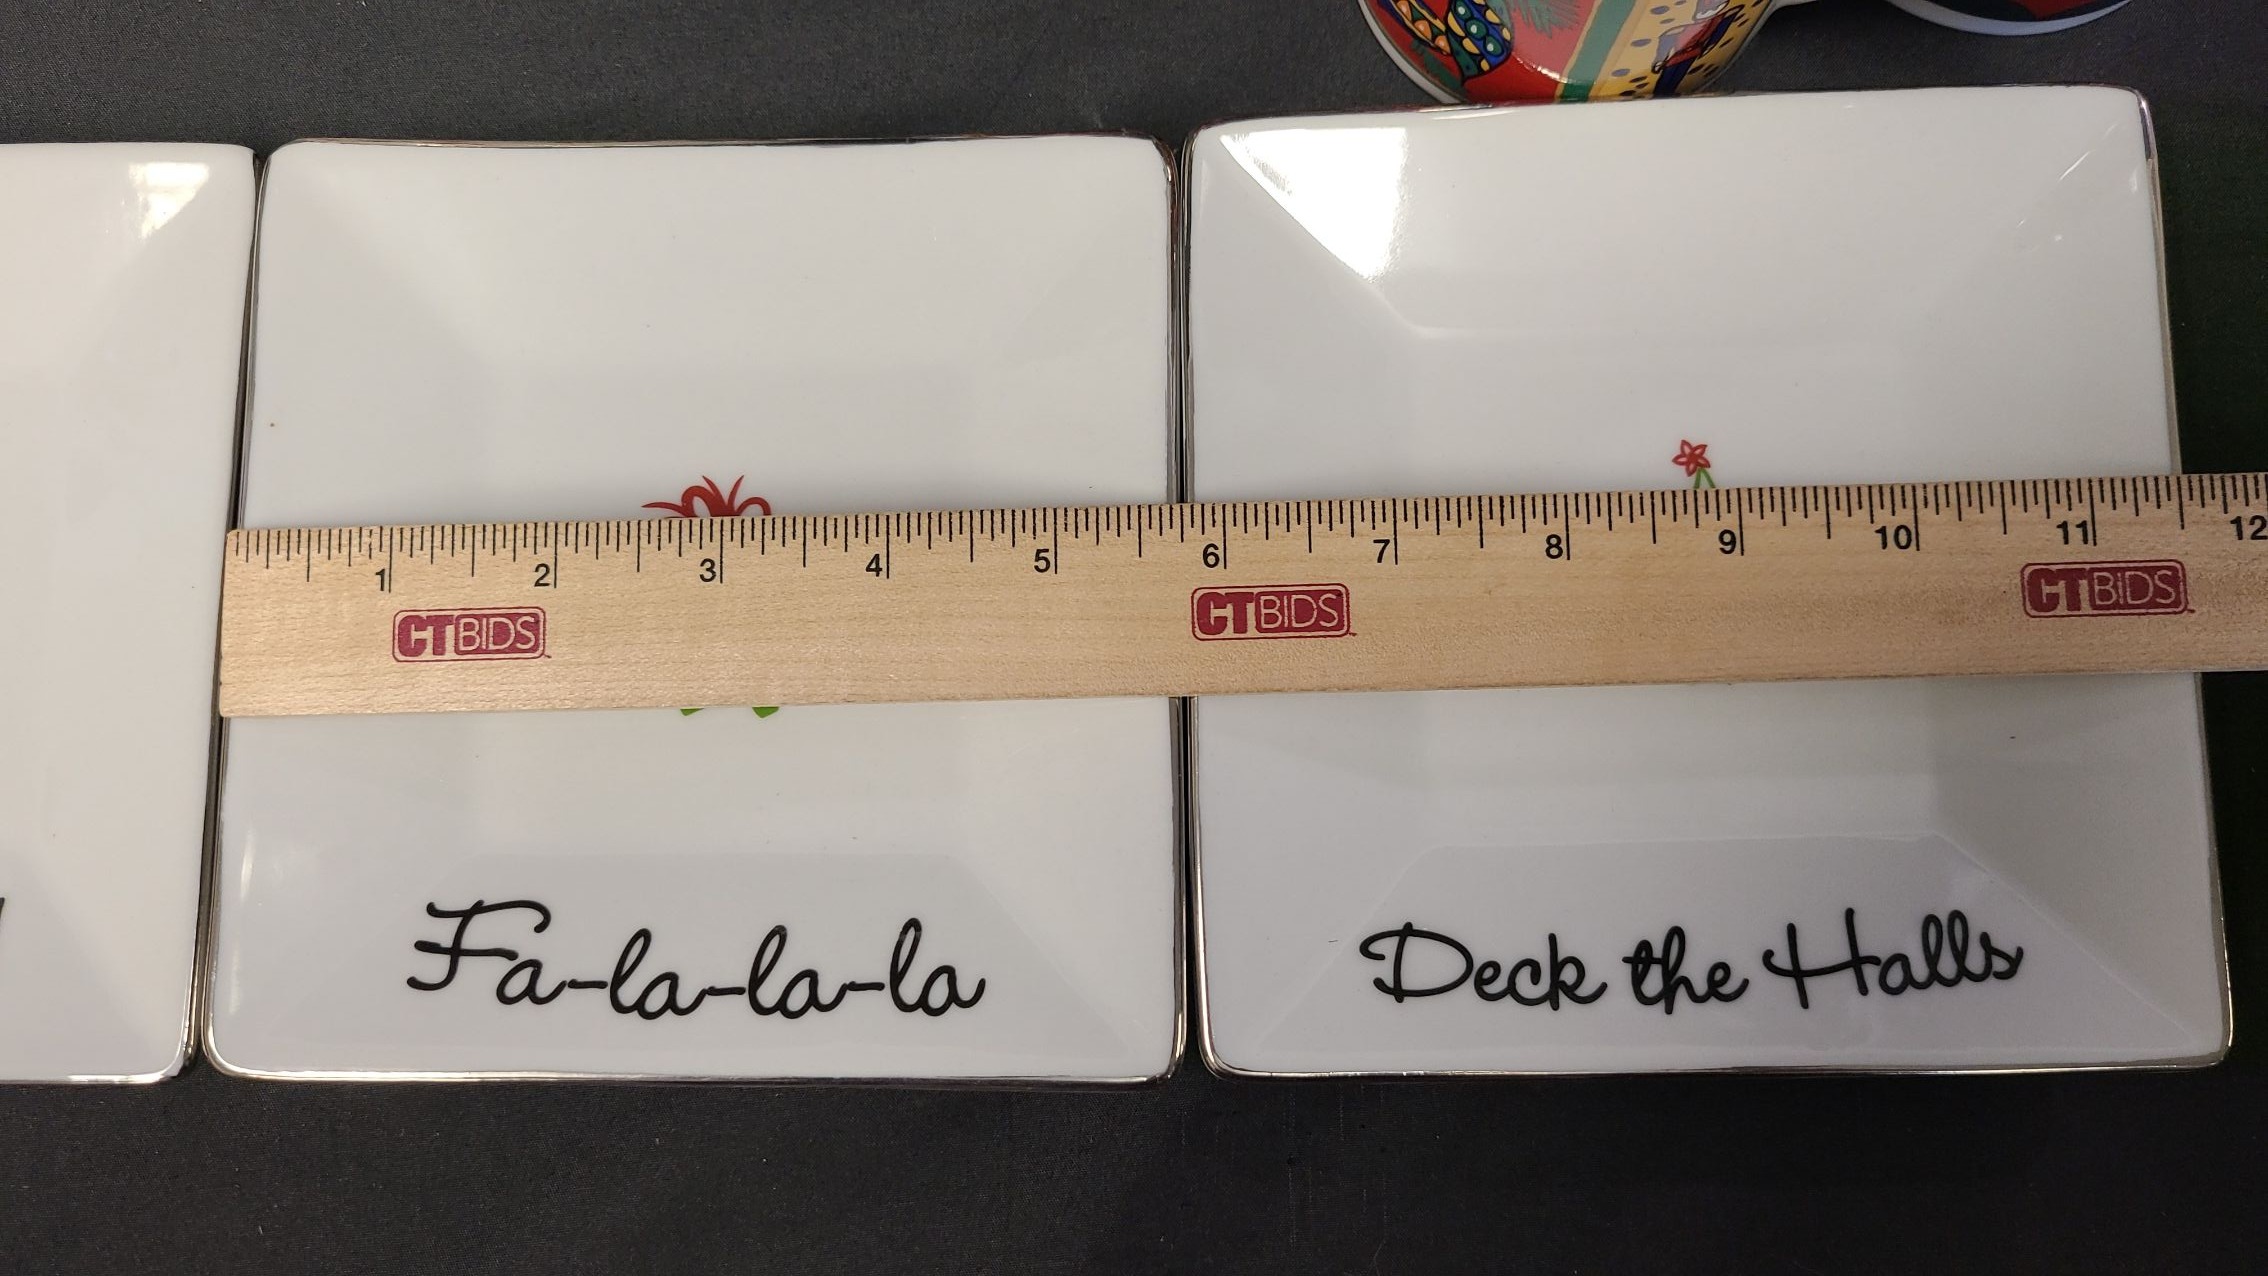 1 2 3 4 5 6 7 8 9 10 11 12
CTBIDS CTBIDS CTBIDS
Fa-la-la-la
Deck the Halls